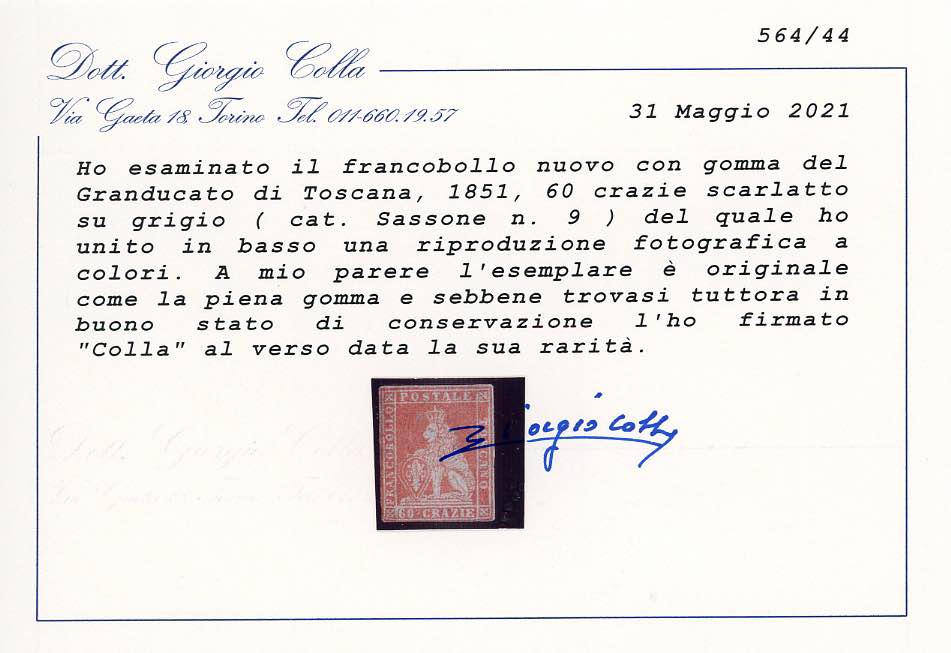 564/44
Dott. Giorgio Colla
Via Gaeta 18, Torino Tel. 011-660.19.57
31 Maggio 2021
Ho esaminato il francobollo nuovo con gomma del
Granducato di Toscana, 1851, 60 crazie scarlatto
su grigio ( cat. Sassone n. 9 ) del quale ho
unito in basso una riproduzione fotografica a
colori. A mio parere l'esemplare è originale
come la piena gomma e sebbene trovasi tuttora in
buono stato di conservazione l'ho firmato
"Colla" al verso data la sua rarità.
POSTALE
FRANCOBOLLO
60 CRAZIE
Giorgio Colla